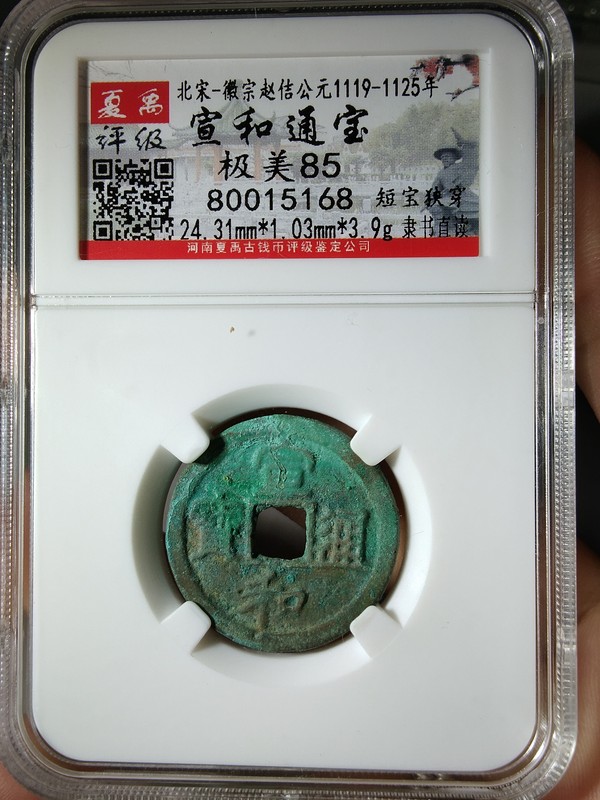 夏禹
评级
北宋-徽宗赵佶公元1119-1125年
宣和通宝
极美85
80015168 短宝狭穿
24.31mm*1.03mm*3.9g 隶书直读
河南夏禹古钱币评级鉴定公司
宣
和
通